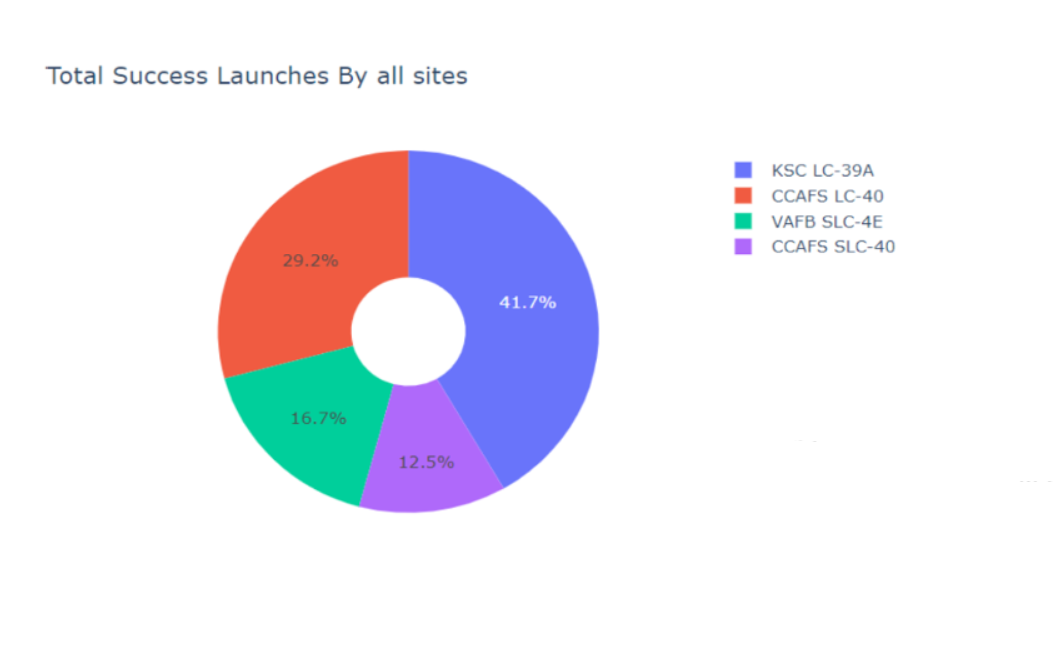 Total Success Launches By all sites
KSC LC-39A
CCAFS LC-40
VAFB SLC-4E
CCAFS SLC-40
29.2%
41.7%
16.7%
12.5%